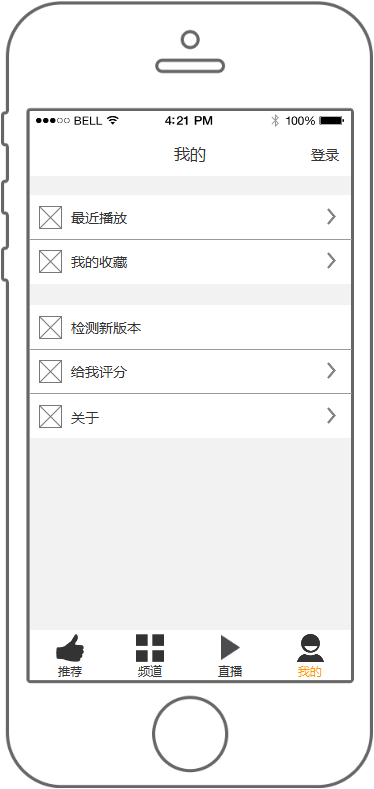 BELL 4:21 PM 100%
我的 登录
最近播放
我的收藏
检测新版本
给我评分
关于
推荐 频道 直播 我的